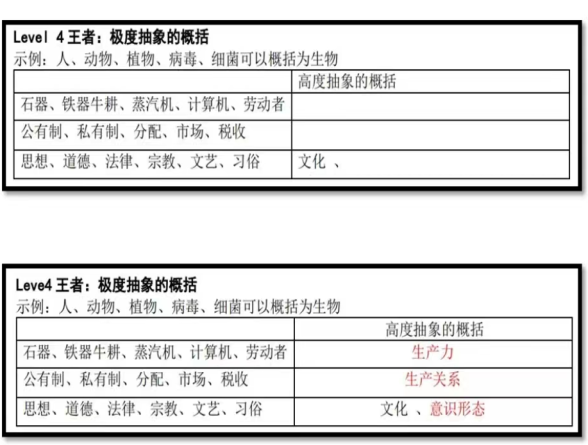 Level 4王者：极度抽象的概括
示例：人、动物、植物、病毒、细菌可以概括为生物
高度抽象的概括
石器、铁器牛耕、蒸汽机、计算机、劳动者
公有制、私有制、分配、市场、税收
思想、道德、法律、宗教、文艺、习俗 文化 、
Leve4王者：极度抽象的概括
示例：人、动物、植物、病毒、细菌可以概括为生物
高度抽象的概括
石器、铁器牛耕、蒸汽机、计算机、劳动者 生产力
公有制、私有制、分配、市场、税收 生产关系
思想、道德、法律、宗教、文艺、习俗 文化 、意识形态